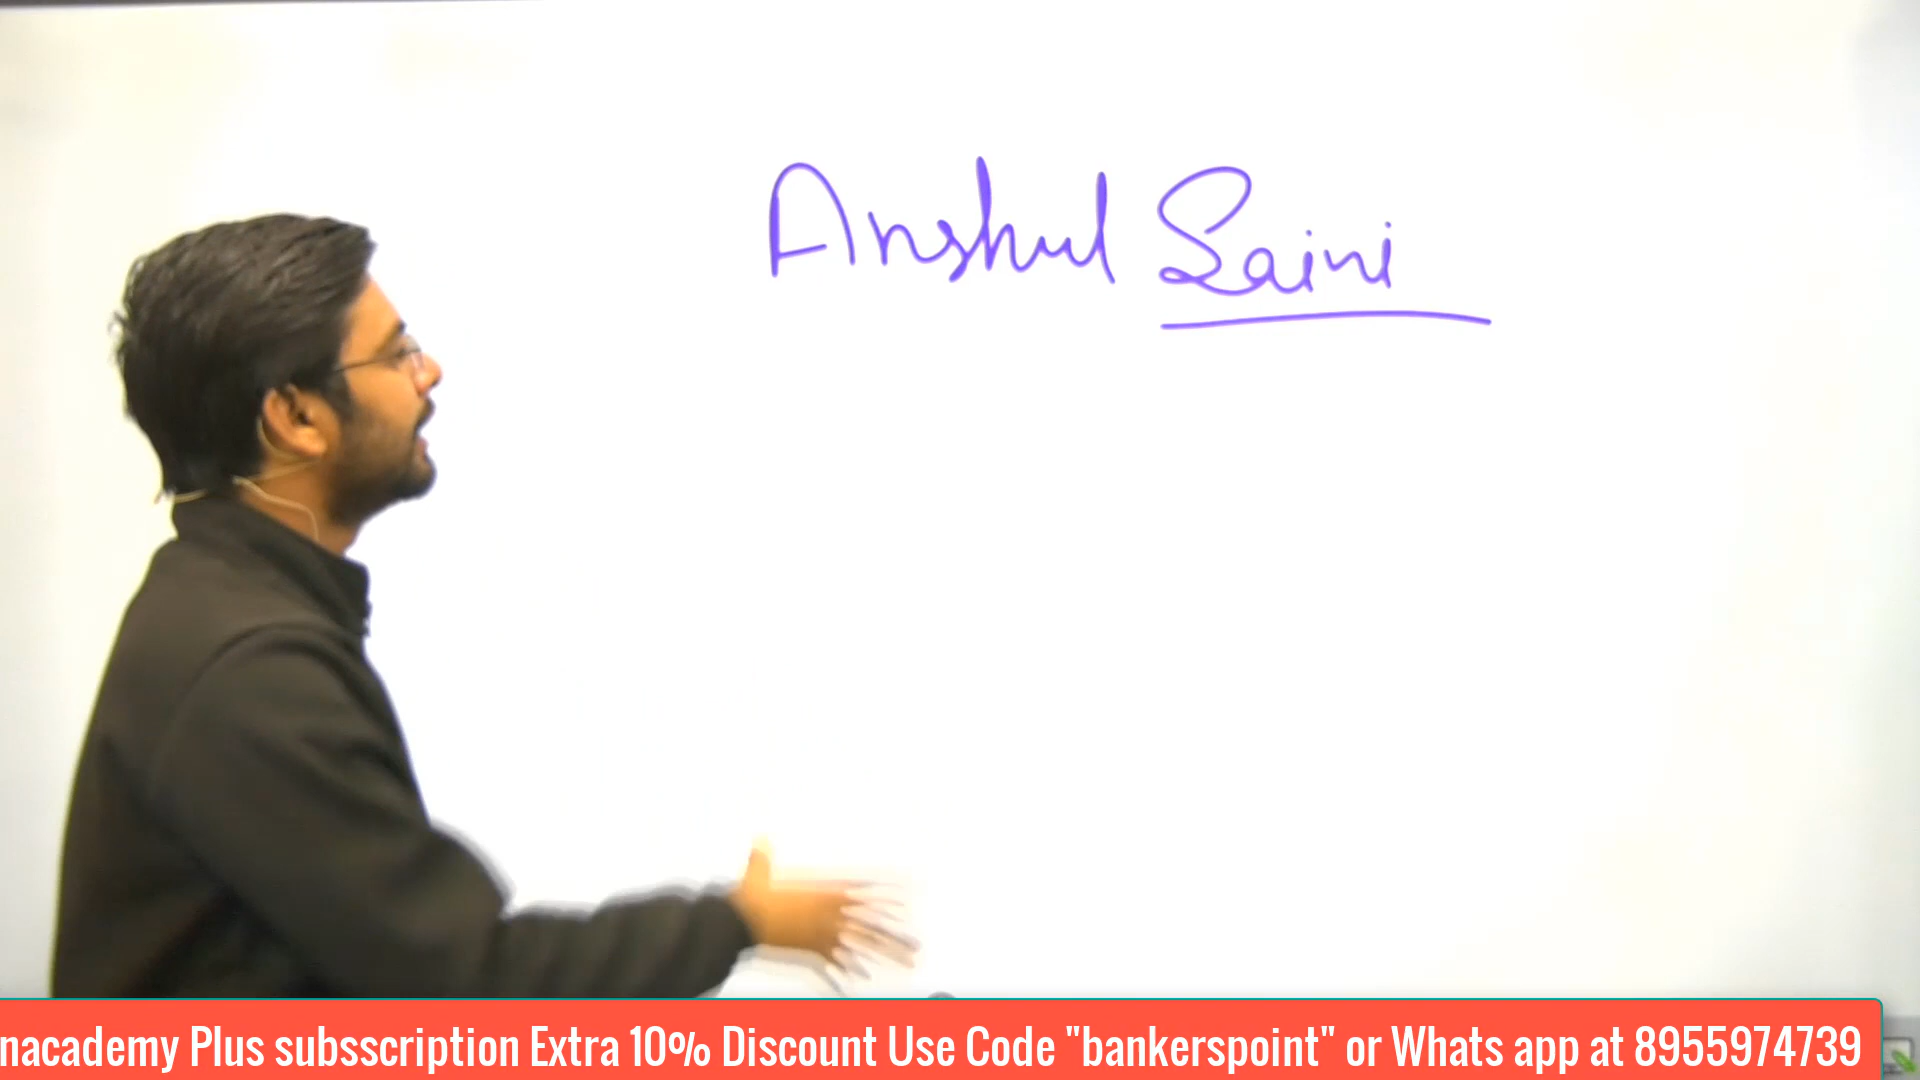 Anshul Saini
nacademy Plus subsscription Extra 10% Discount Use Code "bankerspoint" or Whats app at 8955974739